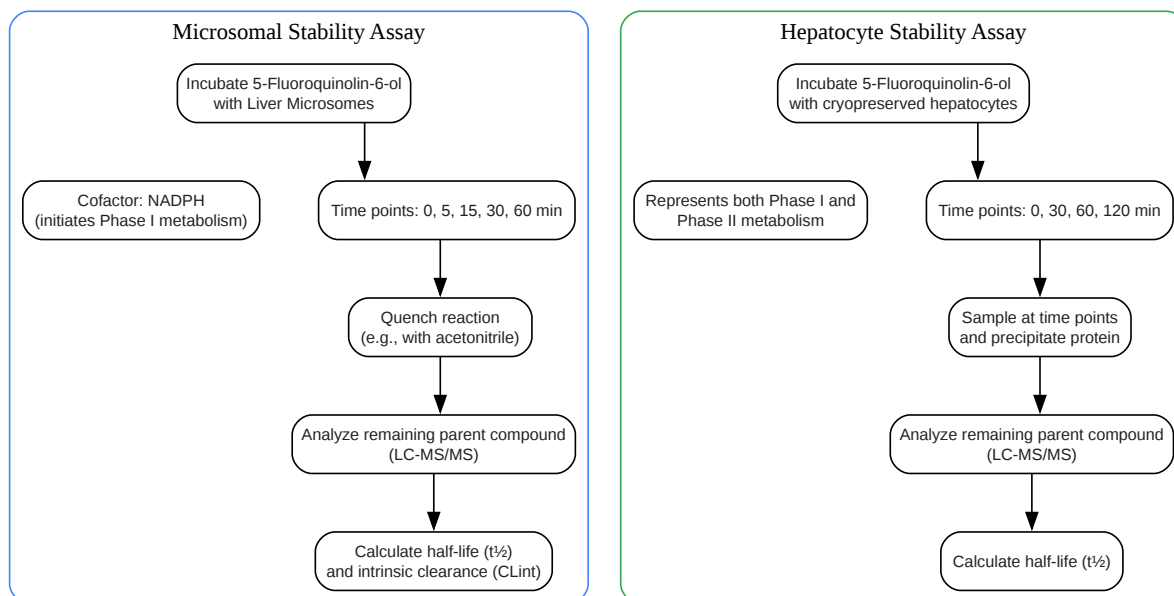 Microsomal Stability Assay
Incubate 5-Fluoroquinolin-6-ol
with Liver Microsomes
Cofactor: NADPH
(initiates Phase I metabolism)
Time points: 0, 5, 15, 30, 60 min
Quench reaction
(e.g., with acetonitrile)
Analyze remaining parent compound
(LC-MS/MS)
Calculate half-life (t½)
and intrinsic clearance (CLint)
Hepatocyte Stability Assay
Incubate 5-Fluoroquinolin-6-ol
with cryopreserved hepatocytes
Represents both Phase I and
Phase II metabolism
Time points: 0, 30, 60, 120 min
Sample at time points
and precipitate protein
Analyze remaining parent compound
(LC-MS/MS)
Calculate half-life (t½)